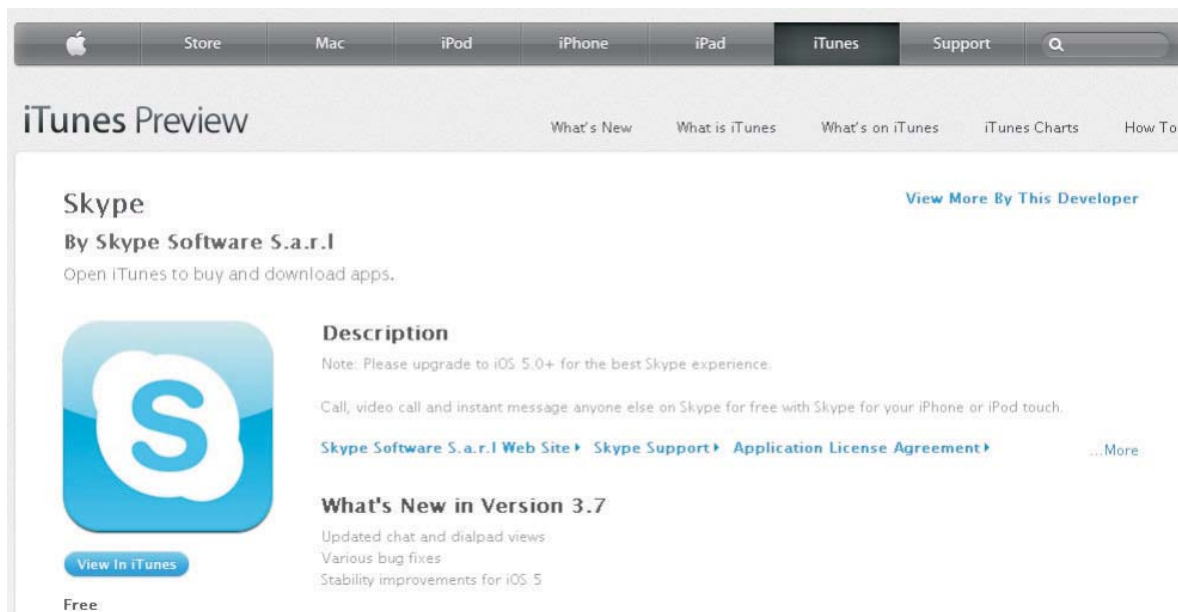 Store Mac iPod iPhone iPad iTunes Support
iTunes Preview
What's New What is iTunes What's on iTunes iTunes Charts How To
Skype
View More By This Developer
By Skype Software S.a.r.l
Open iTunes to buy and download apps.
Description
Note: Please upgrade to iOS 5.0+ for the best Skype experience.
Call, video call and instant message anyone else on Skype for free with Skype for your iPhone or iPod touch.
Skype Software S.a.r.l Web Site Skype Support Application License Agreement ...More
S
What's New in Version 3.7
Updated chat and dialpad views
Various bug fixes
Stability improvements for iOS 5
View In iTunes
Free